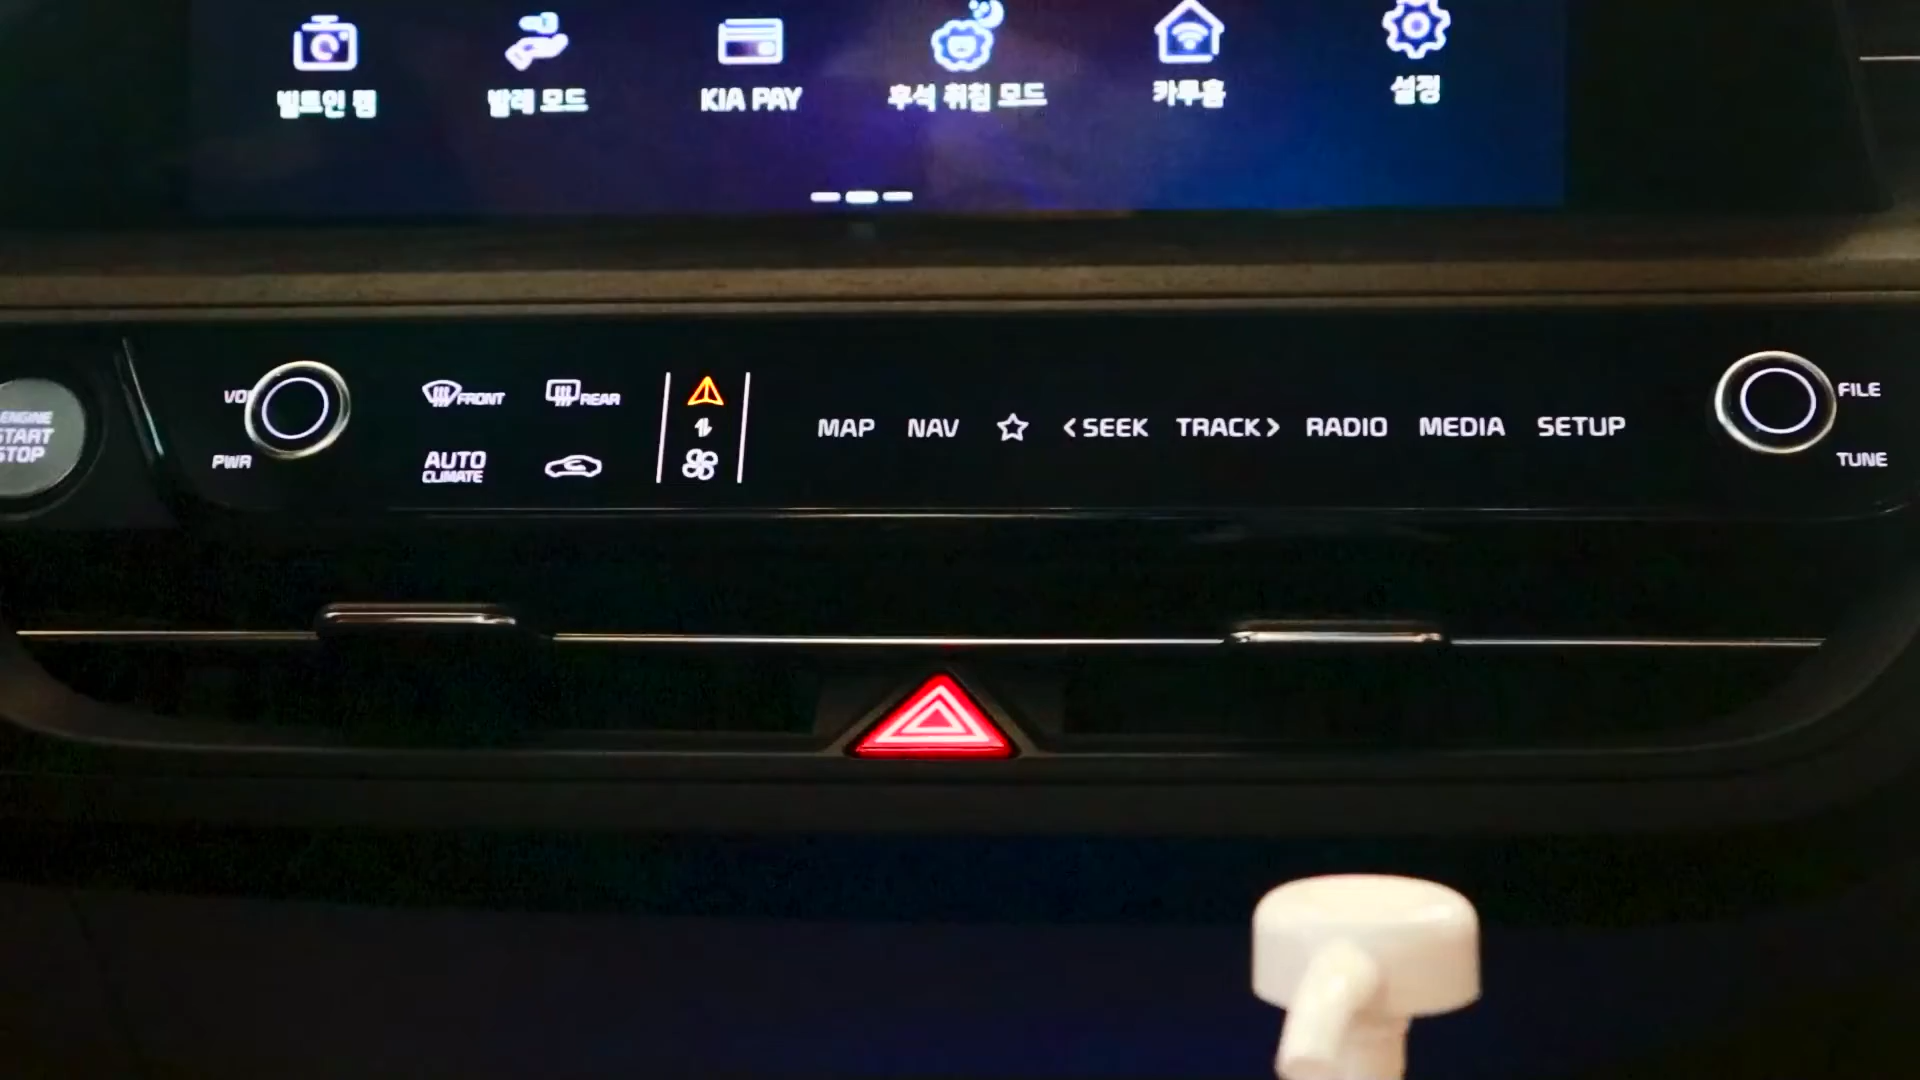 빌트인 캠
발레 모드
KIA PAY
후석 취침 모드
카투홈
설정
ENGINE
START
STOP
VOL
PWR
FRONT
REAR
AUTO
CLIMATE
MAP
NAV
< SEEK
TRACK >
RADIO
MEDIA
SETUP
FILE
TUNE